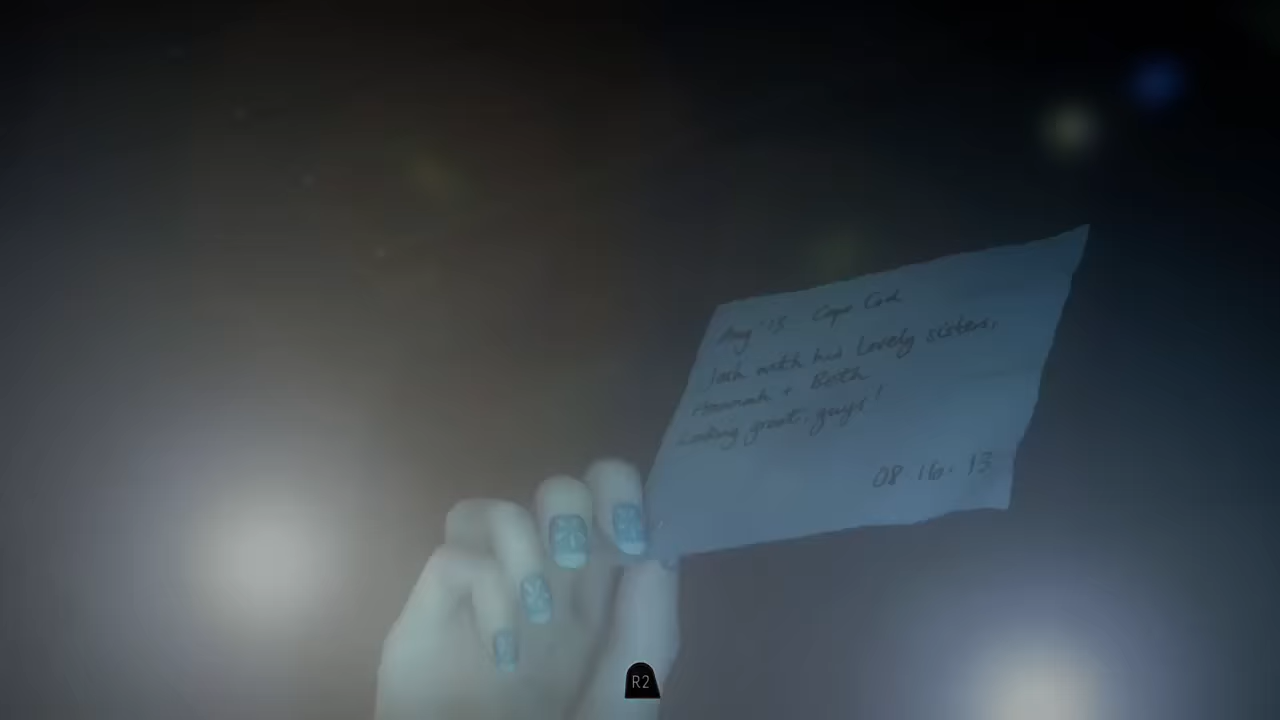 Aug '13 Cape Cod
Josh with his lovely sisters,
Hannah + Beth
Looking great, guys!
08.16.13
R2